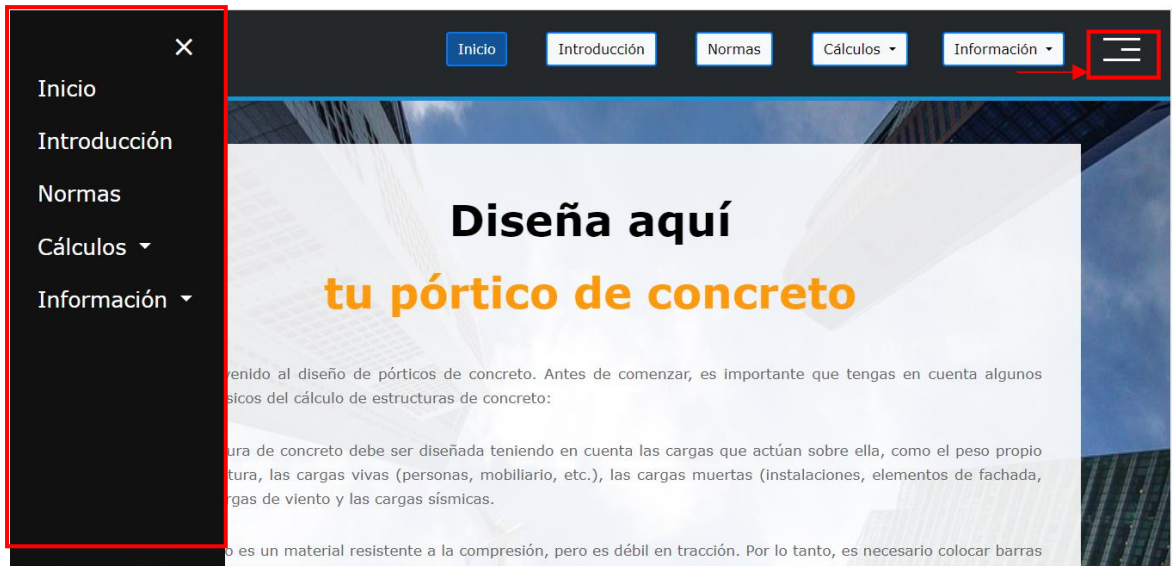 ×
Inicio
Introducción
Normas
Cálculos
Información
Inicio
Introducción
Normas
Cálculos
Información
Diseña aquí
tu pórtico de concreto
venido al diseño de pórticos de concreto. Antes de comenzar, es importante que tengas en cuenta algunos
sicos del cálculo de estructuras de concreto:
ura de concreto debe ser diseñada teniendo en cuenta las cargas que actúan sobre ella, como el peso propio
tura, las cargas vivas (personas, mobiliario, etc.), las cargas muertas (instalaciones, elementos de fachada,
rgas de viento y las cargas sísmicas.
o es un material resistente a la compresión, pero es débil en tracción. Por lo tanto, es necesario colocar barras